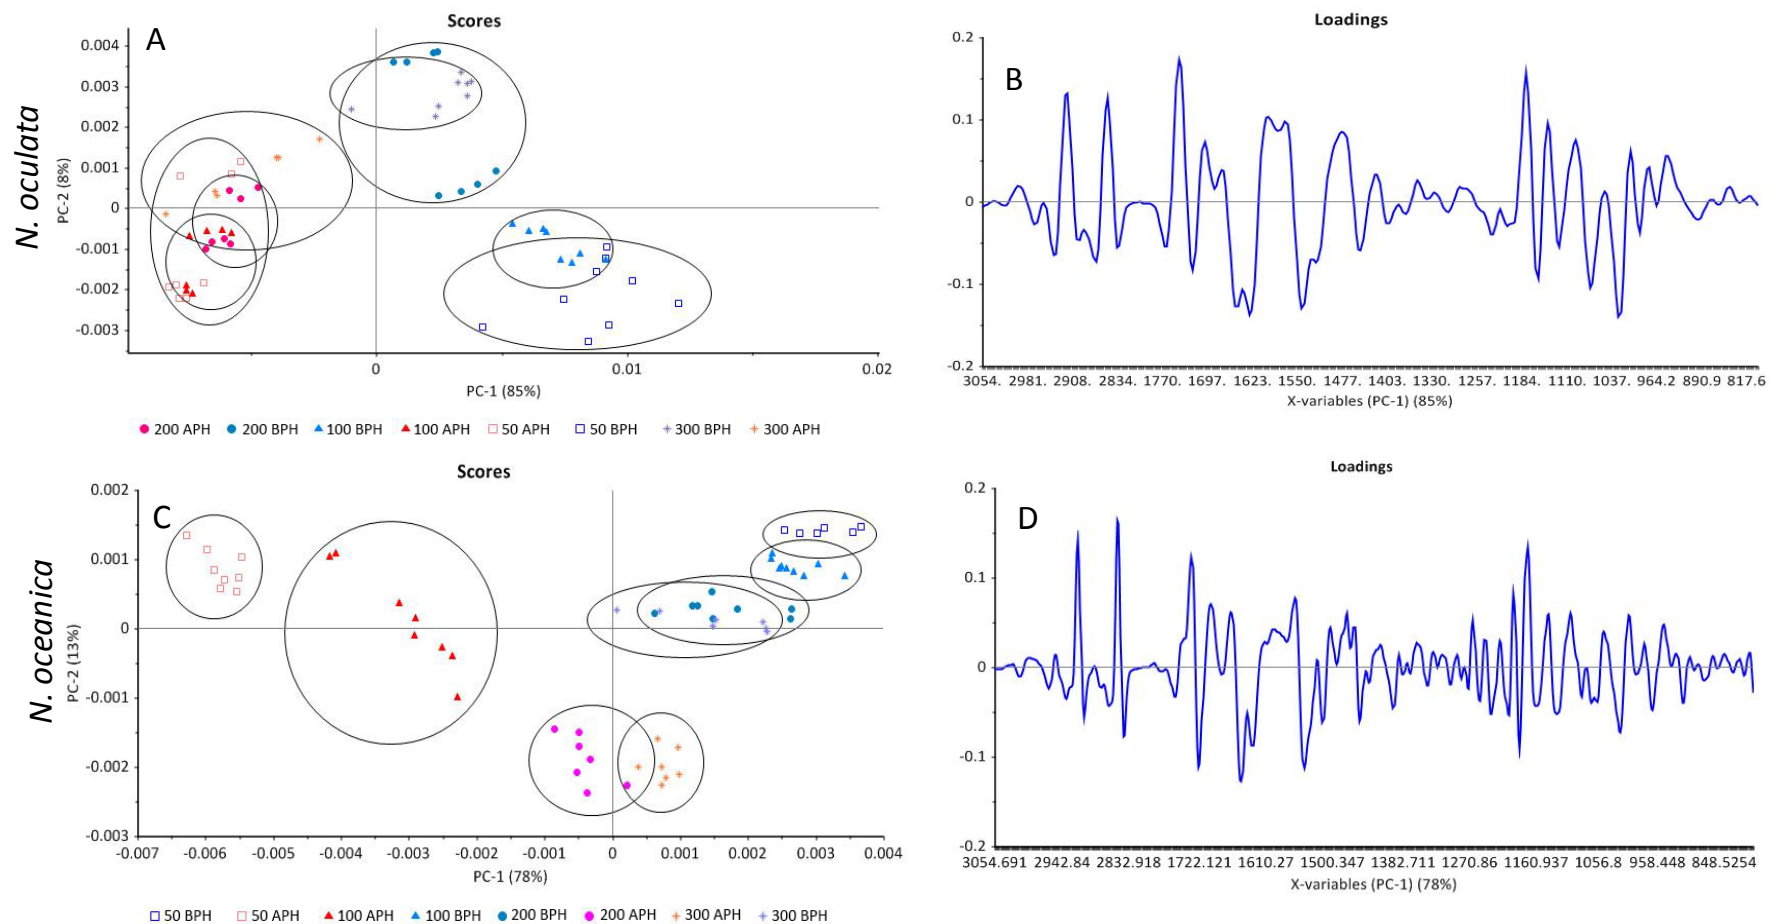 Scores
A
0.004
0.003
0.002
0.001
0
-0.001
-0.002
-0.003
PC-2 (8%)
N. oculata
0
0.01
0.02
PC-1 (85%)
200 APH 200 BPH 100 BPH 100 APH 50 APH 50 BPH 300 BPH 300 APH
Loadings
B
0.2
0.1
0
-0.1
-0.2
3054. 2981. 2908. 2834. 1770. 1697. 1623. 1550. 1477. 1403. 1330. 1257. 1184. 1110. 1037. 964.2 890.9 817.6
X-variables (PC-1) (85%)
Scores
C
0.002
0.001
0
-0.001
-0.002
-0.003
PC-2 (13%)
N. oceanica
-0.007 -0.006 -0.005 -0.004 -0.003 -0.002 -0.001 0 0.001 0.002 0.003 0.004
PC-1 (78%)
50 BPH 50 APH 100 APH 100 BPH 200 BPH 200 APH 300 APH 300 BPH
Loadings
D
0.2
0.1
0
-0.1
-0.2
3054.691 2942.84 2832.918 1722.121 1610.27 1500.347 1382.711 1270.86 1160.937 1056.8 958.448 848.5254
X-variables (PC-1) (78%)